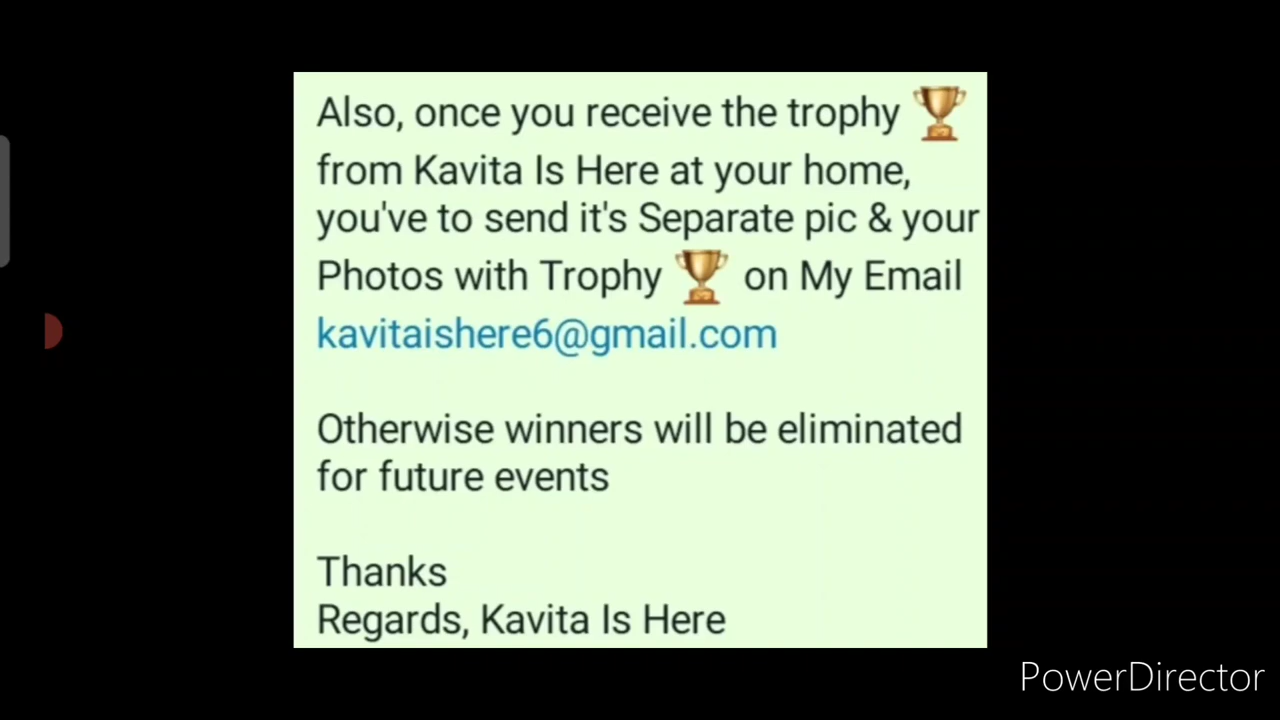 Also, once you receive the trophy 🏆
from Kavita Is Here at your home,
you've to send it's Separate pic & your
Photos with Trophy 🏆 on My Email
kavitaishere6@gmail.com
Otherwise winners will be eliminated
for future events
Thanks
Regards, Kavita Is Here
PowerDirector